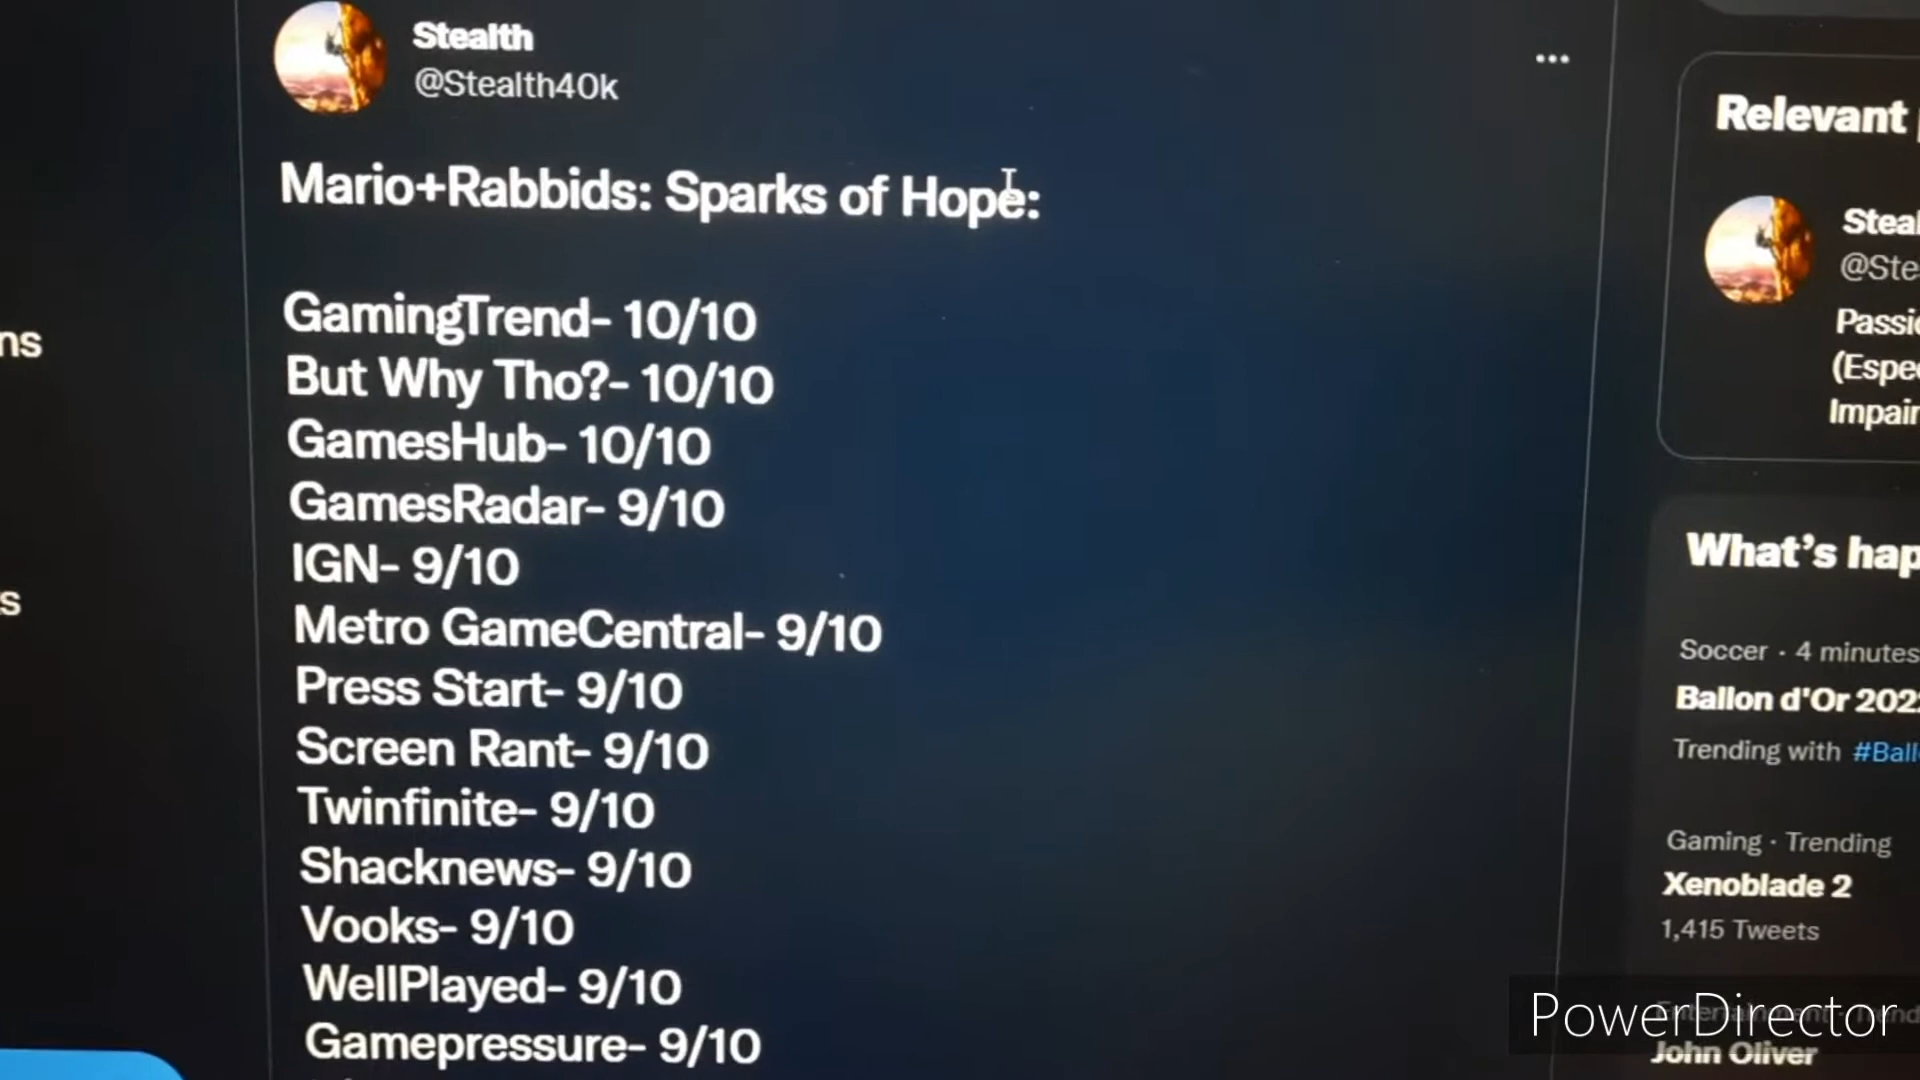 Stealth
@Stealth40k
Mario+Rabbids: Sparks of Hope:
GamingTrend- 10/10
But Why Tho?- 10/10
GamesHub- 10/10
GamesRadar- 9/10
IGN- 9/10
Metro GameCentral- 9/10
Press Start- 9/10
Screen Rant- 9/10
Twinfinite- 9/10
Shacknews- 9/10
Vooks- 9/10
WellPlayed- 9/10
Gamepressure- 9/10
ns
s
Relevant
Steal
@Ste
Passi
(Espe
Impair
What's hap
Soccer · 4 minutes
Ballon d'Or 202
Trending with #Ball
Gaming · Trending
Xenoblade 2
1,415 Tweets
John Oliver
PowerDirector